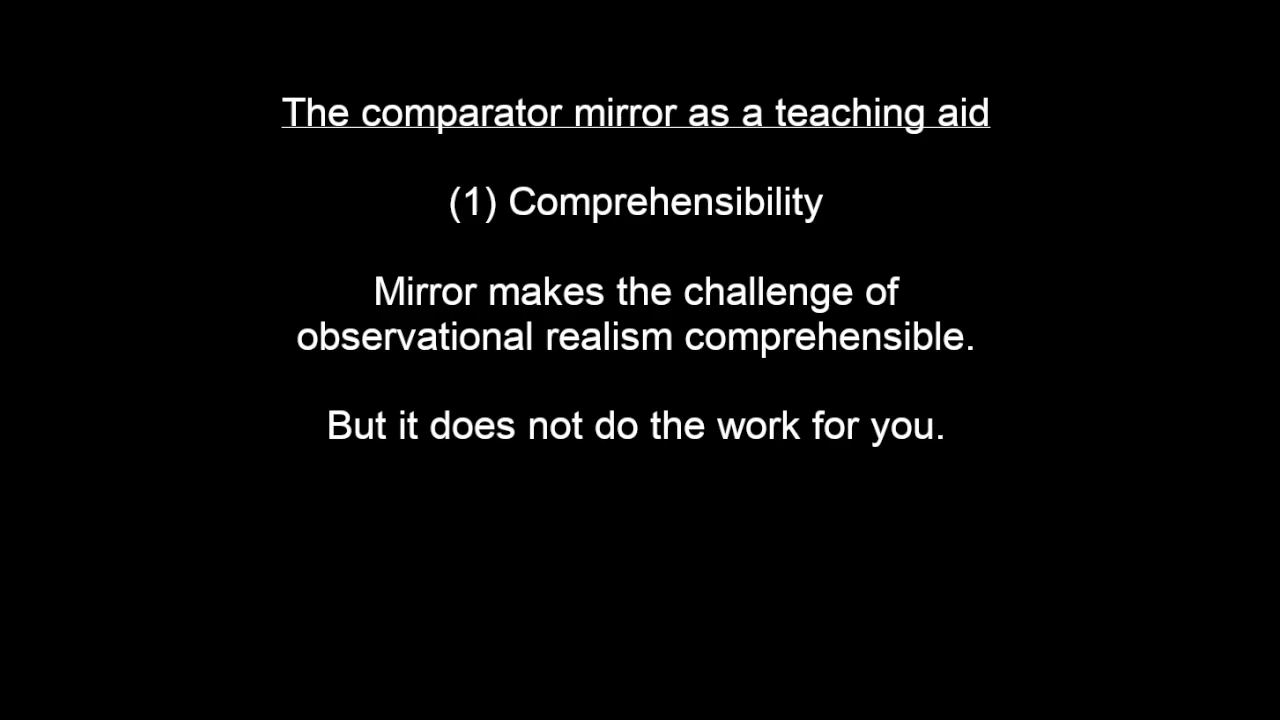 The comparator mirror as a teaching aid
(1) Comprehensibility
Mirror makes the challenge of
observational realism comprehensible.
But it does not do the work for you.